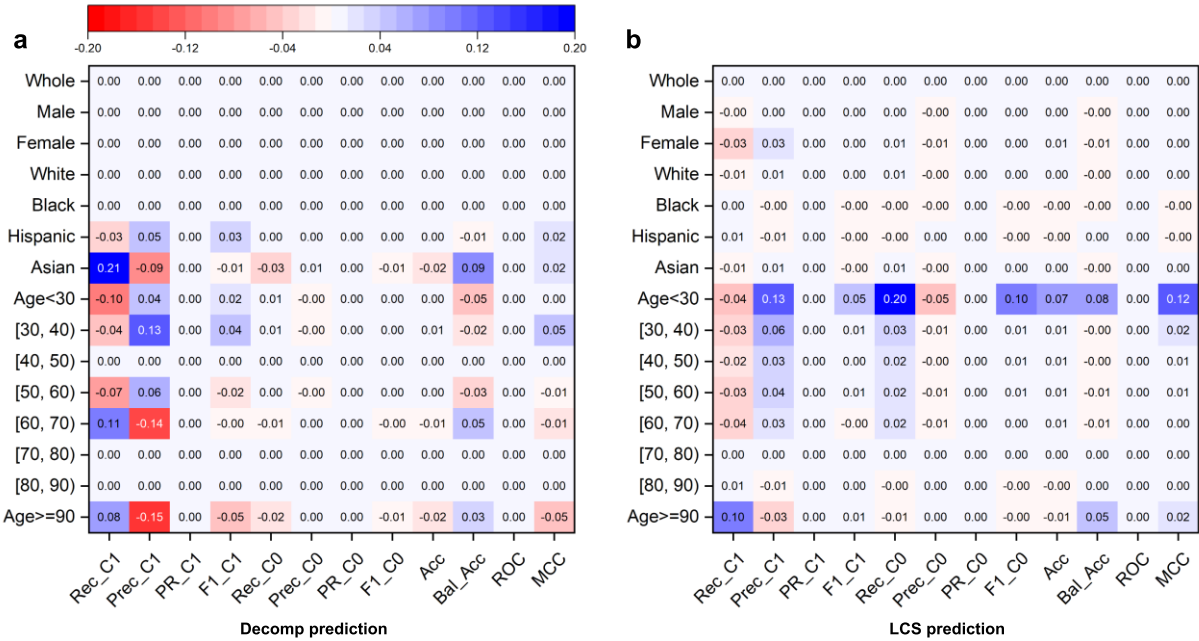 a
-0.20 -0.12 -0.04 0.04 0.12 0.20
Whole 0.00 0.00 0.00 0.00 0.00 0.00 0.00 0.00 0.00 0.00 0.00 0.00
Male 0.00 0.00 0.00 0.00 0.00 0.00 0.00 0.00 0.00 0.00 0.00 0.00
Female 0.00 0.00 0.00 0.00 0.00 0.00 0.00 0.00 0.00 0.00 0.00 0.00
White 0.00 0.00 0.00 0.00 0.00 0.00 0.00 0.00 0.00 0.00 0.00 0.00
Black 0.00 0.00 0.00 0.00 0.00 0.00 0.00 0.00 0.00 0.00 0.00 0.00
Hispanic -0.03 0.05 0.00 0.03 0.00 0.00 0.00 0.00 0.00 -0.01 0.00 0.02
Asian 0.21 -0.09 0.00 -0.01 -0.03 0.01 0.00 -0.01 -0.02 0.09 0.00 0.02
Age<30 -0.10 0.04 0.00 0.02 0.01 -0.00 0.00 0.00 0.00 -0.05 0.00 0.00
[30, 40) -0.04 0.13 0.00 0.04 0.01 -0.00 0.00 0.00 0.01 -0.02 0.00 0.05
[40, 50) 0.00 0.00 0.00 0.00 0.00 0.00 0.00 0.00 0.00 0.00 0.00 0.00
[50, 60) -0.07 0.06 0.00 -0.02 0.00 -0.00 0.00 0.00 0.00 -0.03 0.00 -0.01
[60, 70) 0.11 -0.14 0.00 -0.00 -0.01 0.00 0.00 -0.00 -0.01 0.05 0.00 -0.01
[70, 80) 0.00 0.00 0.00 0.00 0.00 0.00 0.00 0.00 0.00 0.00 0.00 0.00
[80, 90) 0.00 0.00 0.00 0.00 0.00 0.00 0.00 0.00 0.00 0.00 0.00 0.00
Age>=90 0.08 -0.15 0.00 -0.05 -0.02 0.00 0.00 -0.01 -0.02 0.03 0.00 -0.05
Rec_C1 Prec_C1 PR_C1 F1_C1 Rec_C0 Prec_C0 PR_C0 F1_C0 Acc Bal_Acc ROC MCC
Decomp prediction
b
Whole 0.00 0.00 0.00 0.00 0.00 0.00 0.00 0.00 0.00 0.00 0.00 0.00
Male -0.00 0.00 0.00 0.00 0.00 -0.00 0.00 0.00 0.00 -0.00 0.00 0.00
Female -0.03 0.03 0.00 0.00 0.01 -0.01 0.00 0.00 0.01 -0.01 0.00 0.00
White -0.01 0.01 0.00 0.00 0.01 -0.00 0.00 0.00 0.00 -0.00 0.00 0.00
Black 0.00 -0.00 0.00 -0.00 -0.00 0.00 0.00 -0.00 -0.00 0.00 0.00 -0.00
Hispanic 0.01 -0.01 0.00 -0.00 -0.00 0.00 0.00 -0.00 -0.00 0.00 0.00 -0.00
Asian -0.01 0.01 0.00 -0.00 0.01 -0.00 0.00 0.00 0.00 -0.00 0.00 0.00
Age<30 -0.04 0.13 0.00 0.05 0.20 -0.05 0.00 0.10 0.07 0.08 0.00 0.12
[30, 40) -0.03 0.06 0.00 0.01 0.03 -0.01 0.00 0.01 0.01 -0.00 0.00 0.02
[40, 50) -0.02 0.03 0.00 0.00 0.02 -0.00 0.00 0.01 0.01 -0.00 0.00 0.01
[50, 60) -0.03 0.04 0.00 0.01 0.02 -0.01 0.00 0.01 0.01 -0.01 0.00 0.01
[60, 70) -0.04 0.03 0.00 -0.00 0.02 -0.01 0.00 0.01 0.00 -0.01 0.00 0.00
[70, 80) 0.00 0.00 0.00 0.00 0.00 0.00 0.00 0.00 0.00 0.00 0.00 0.00
[80, 90) 0.01 -0.01 0.00 0.00 -0.00 0.00 0.00 -0.00 -0.00 0.00 0.00 0.00
Age>=90 0.10 -0.03 0.00 0.01 -0.01 0.00 0.00 -0.00 -0.01 0.05 0.00 0.02
Rec_C1 Prec_C1 PR_C1 F1_C1 Rec_C0 Prec_C0 PR_C0 F1_C0 Acc Bal_Acc ROC MCC
LCS prediction